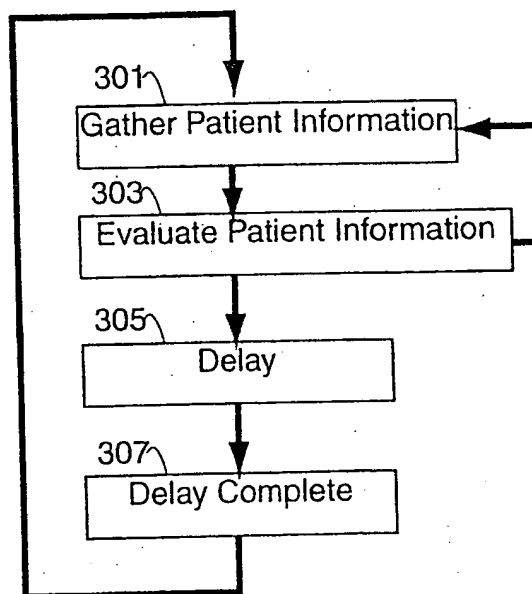 301
Gather Patient Information
303
Evaluate Patient Information
305
Delay
307
Delay Complete